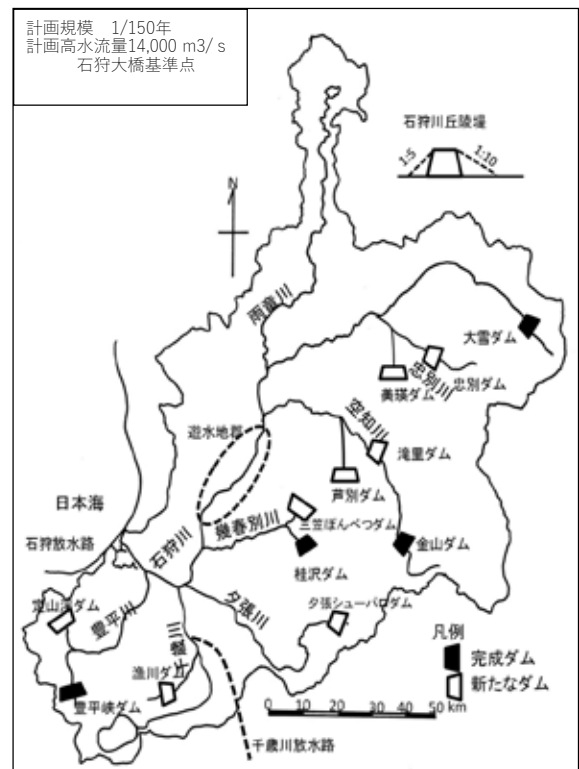 計画規模 1/150年
計画高水流量14,000 m3/ s
石狩大橋基準点
石狩川丘陵堤
1:5
1:10
N
雨竜川
大雪ダム
忠別川
忠別ダム
美瑛ダム
空知川
遊水地群
滝里ダム
芦別ダム
日本海
石狩川
幾春別川
三笠ぽんべつダム
石狩放水路
金山ダム
桂沢ダム
夕張川
夕張シューパロダム
定山渓ダム
豊平川
千歳川
凡例
完成ダム
漁川ダム
新たなダム
豊平峡ダム
0 10 20 30 40 50 km
千歳川放水路